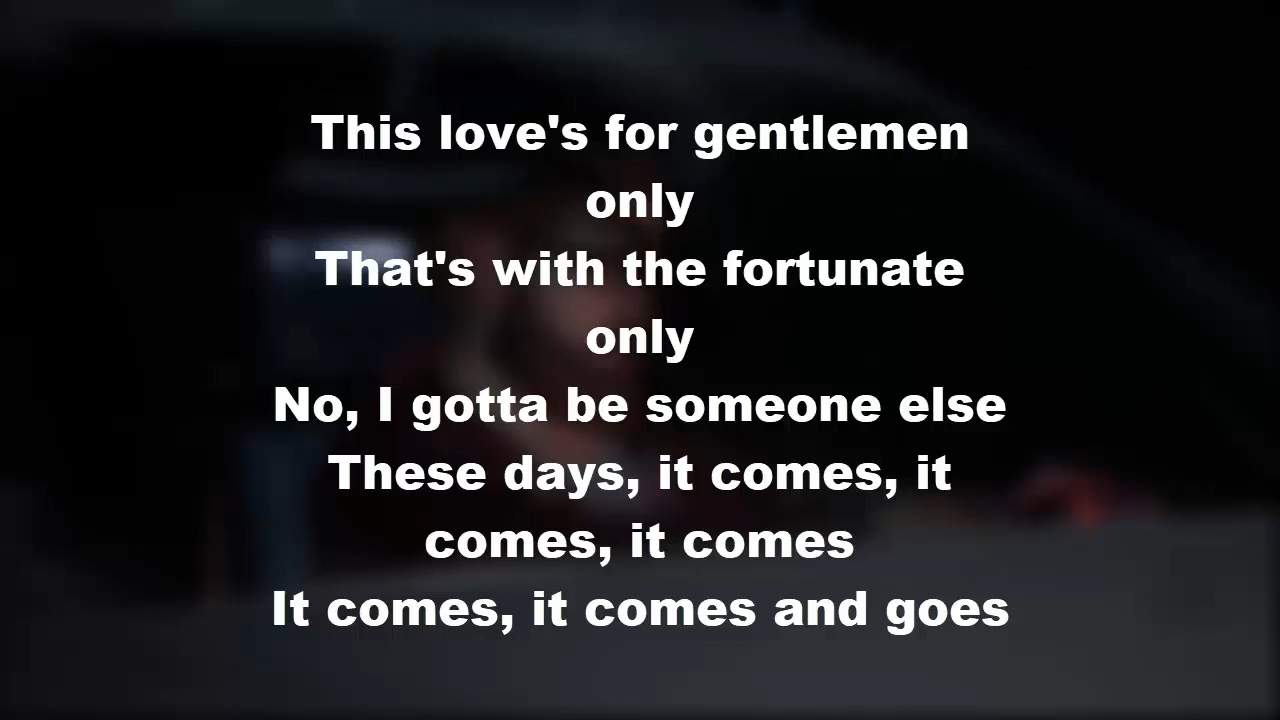 This love's for gentlemen
only
That's with the fortunate
only
No, I gotta be someone else
These days, it comes, it
comes, it comes
It comes, it comes and goes